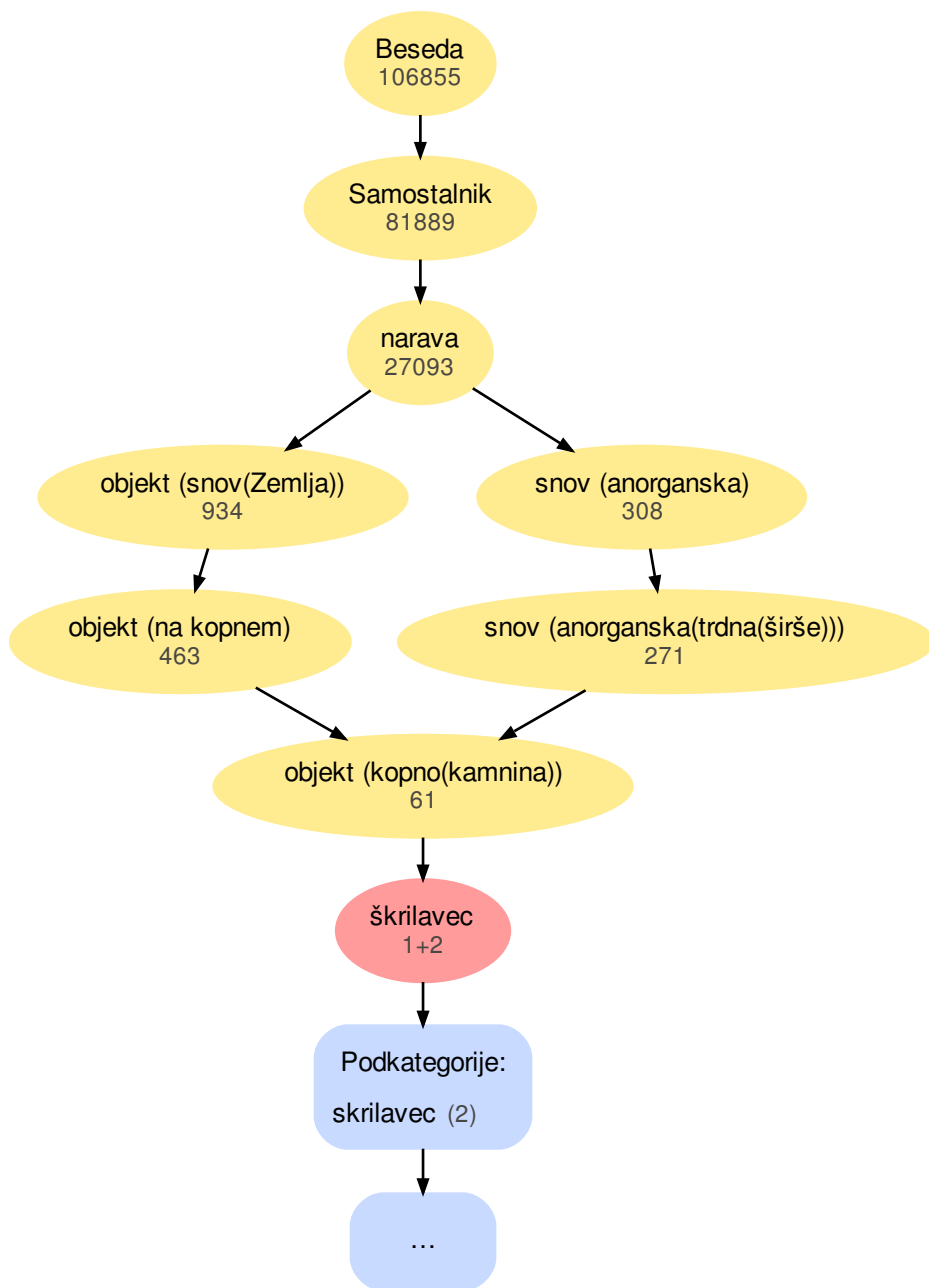 Beseda
106855
Samostalnik
81889
narava
27093
objekt (snov(Zemlja))
934
snov (anorganska)
308
objekt (na kopnem)
463
snov (anorganska(trdna(širše)))
271
objekt (kopno(kamnina))
61
škrilavec
1+2
Podkategorije:
skrilavec (2)
...